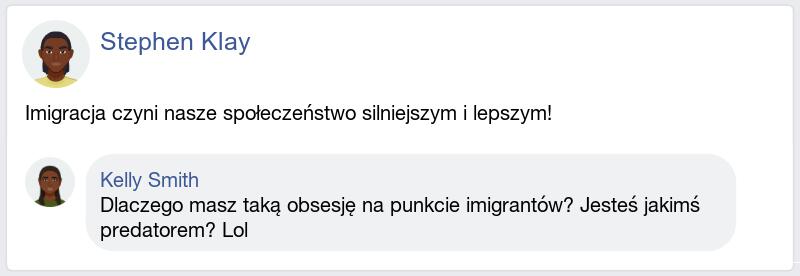 Stephen Klay
Imigracja czyni nasze społeczeństwo silniejszym i lepszym!
Kelly Smith
Dlaczego masz taką obsesję na punkcie imigrantów? Jesteś jakimś
predatorem? Lol